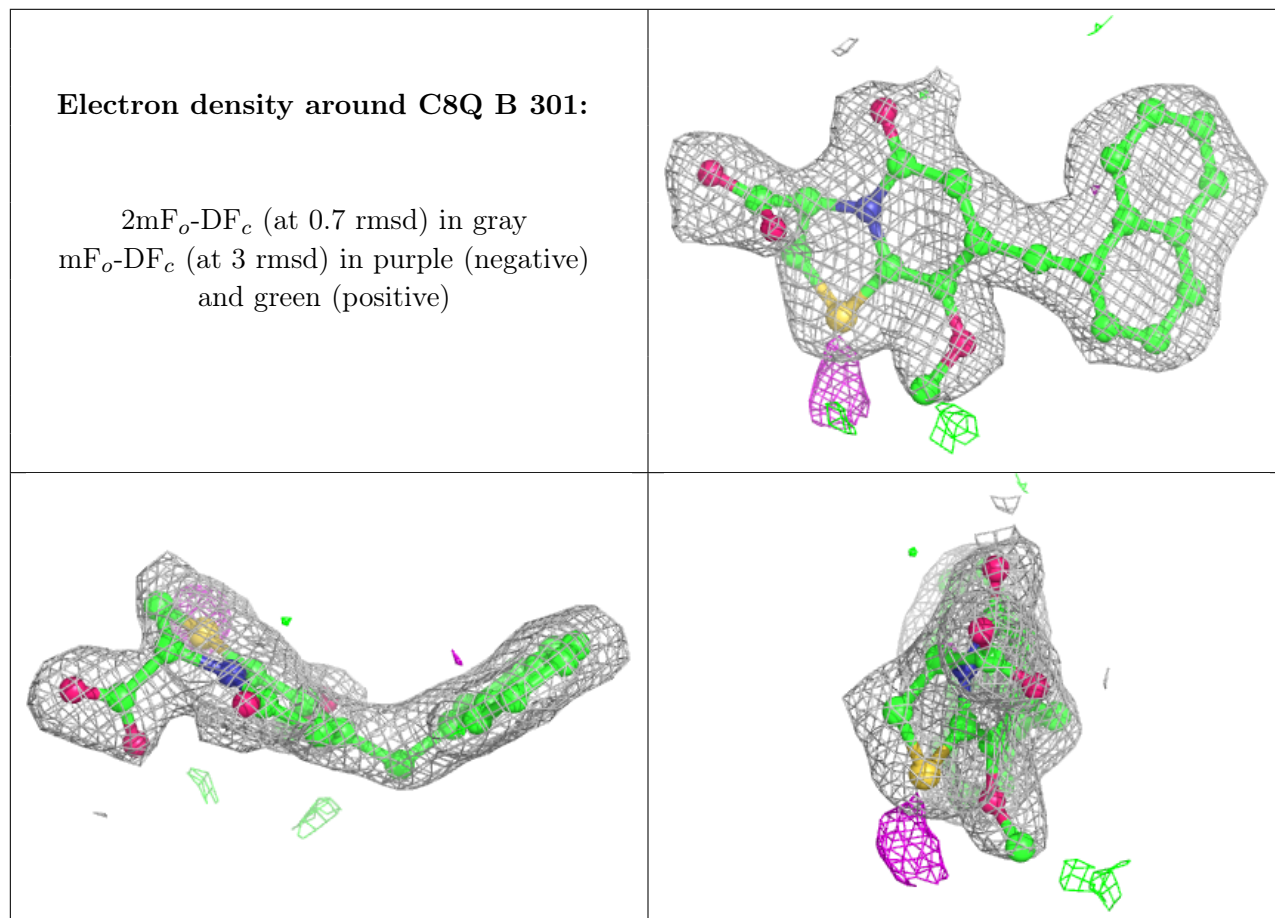 Electron density around C8Q B 301:
2mFo-DFc (at 0.7 rmsd) in gray
mFo-DFc (at 3 rmsd) in purple (negative)
and green (positive)